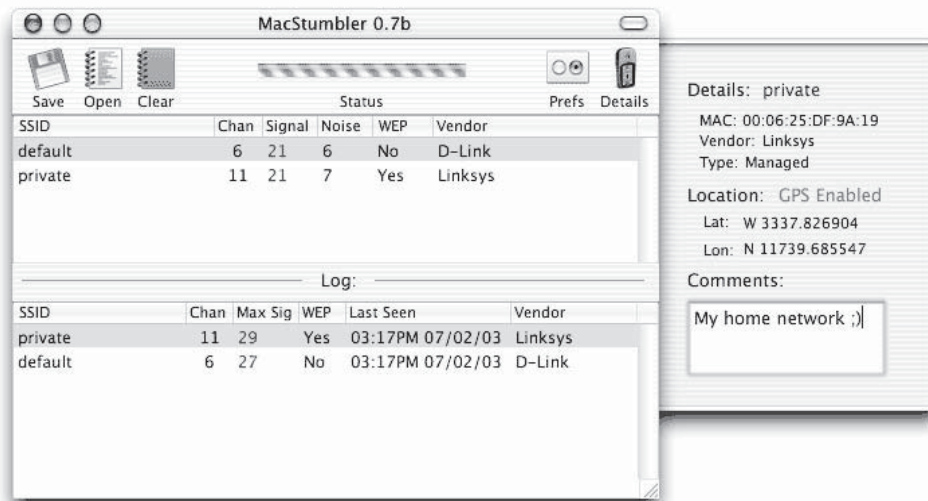 MacStumbler 0.7b
Save Open Clear Status Prefs Details
SSID Chan Signal Noise WEP Vendor
default 6 21 6 No D-Link
private 11 21 7 Yes Linksys
Log:
SSID Chan Max Sig WEP Last Seen Vendor
private 11 29 Yes 03:17PM 07/02/03 Linksys
default 6 27 No 03:17PM 07/02/03 D-Link
Details: private
MAC: 00:06:25:DF:9A:19
Vendor: Linksys
Type: Managed
Location: GPS Enabled
Lat: W 3337.826904
Lon: N 11739.685547
Comments:
My home network ;)